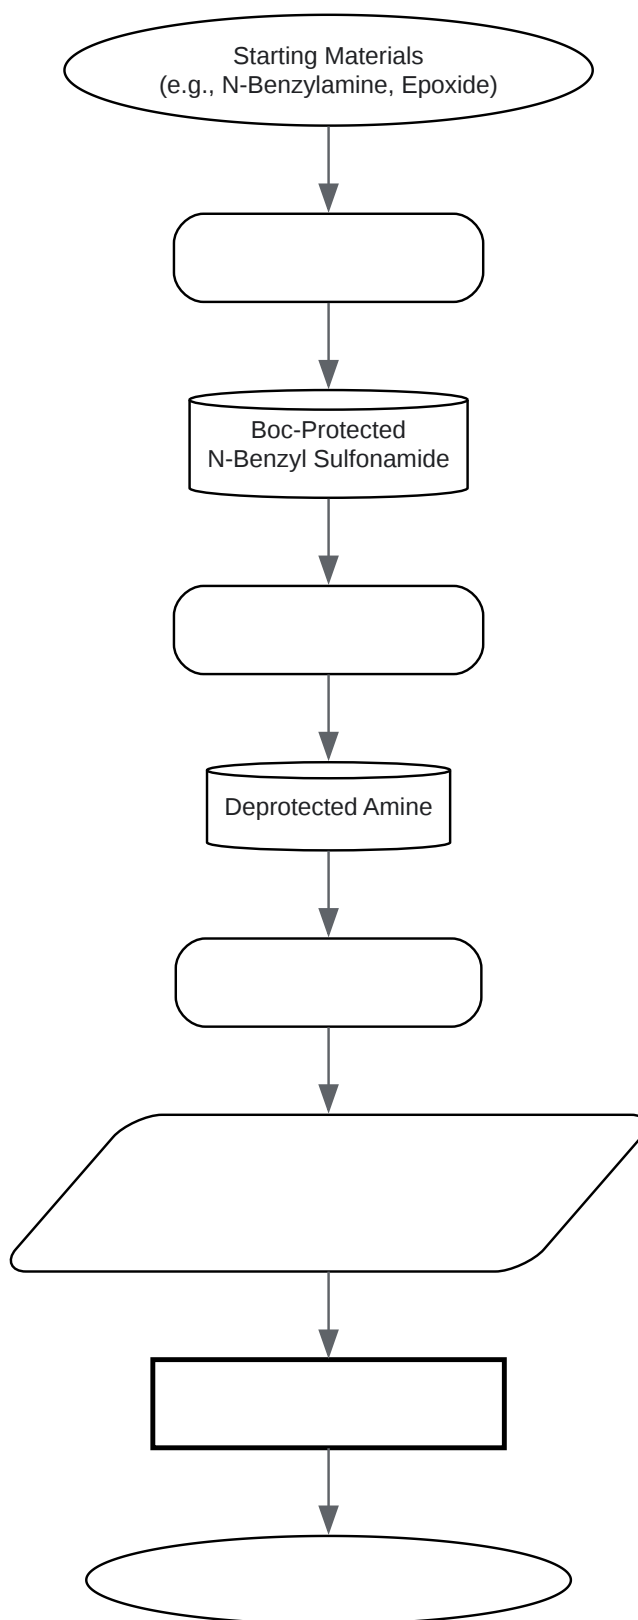 Starting Materials
(e.g., N-Benzylamine, Epoxide)
Boc-Protected
N-Benzyl Sulfonamide
Deprotected Amine